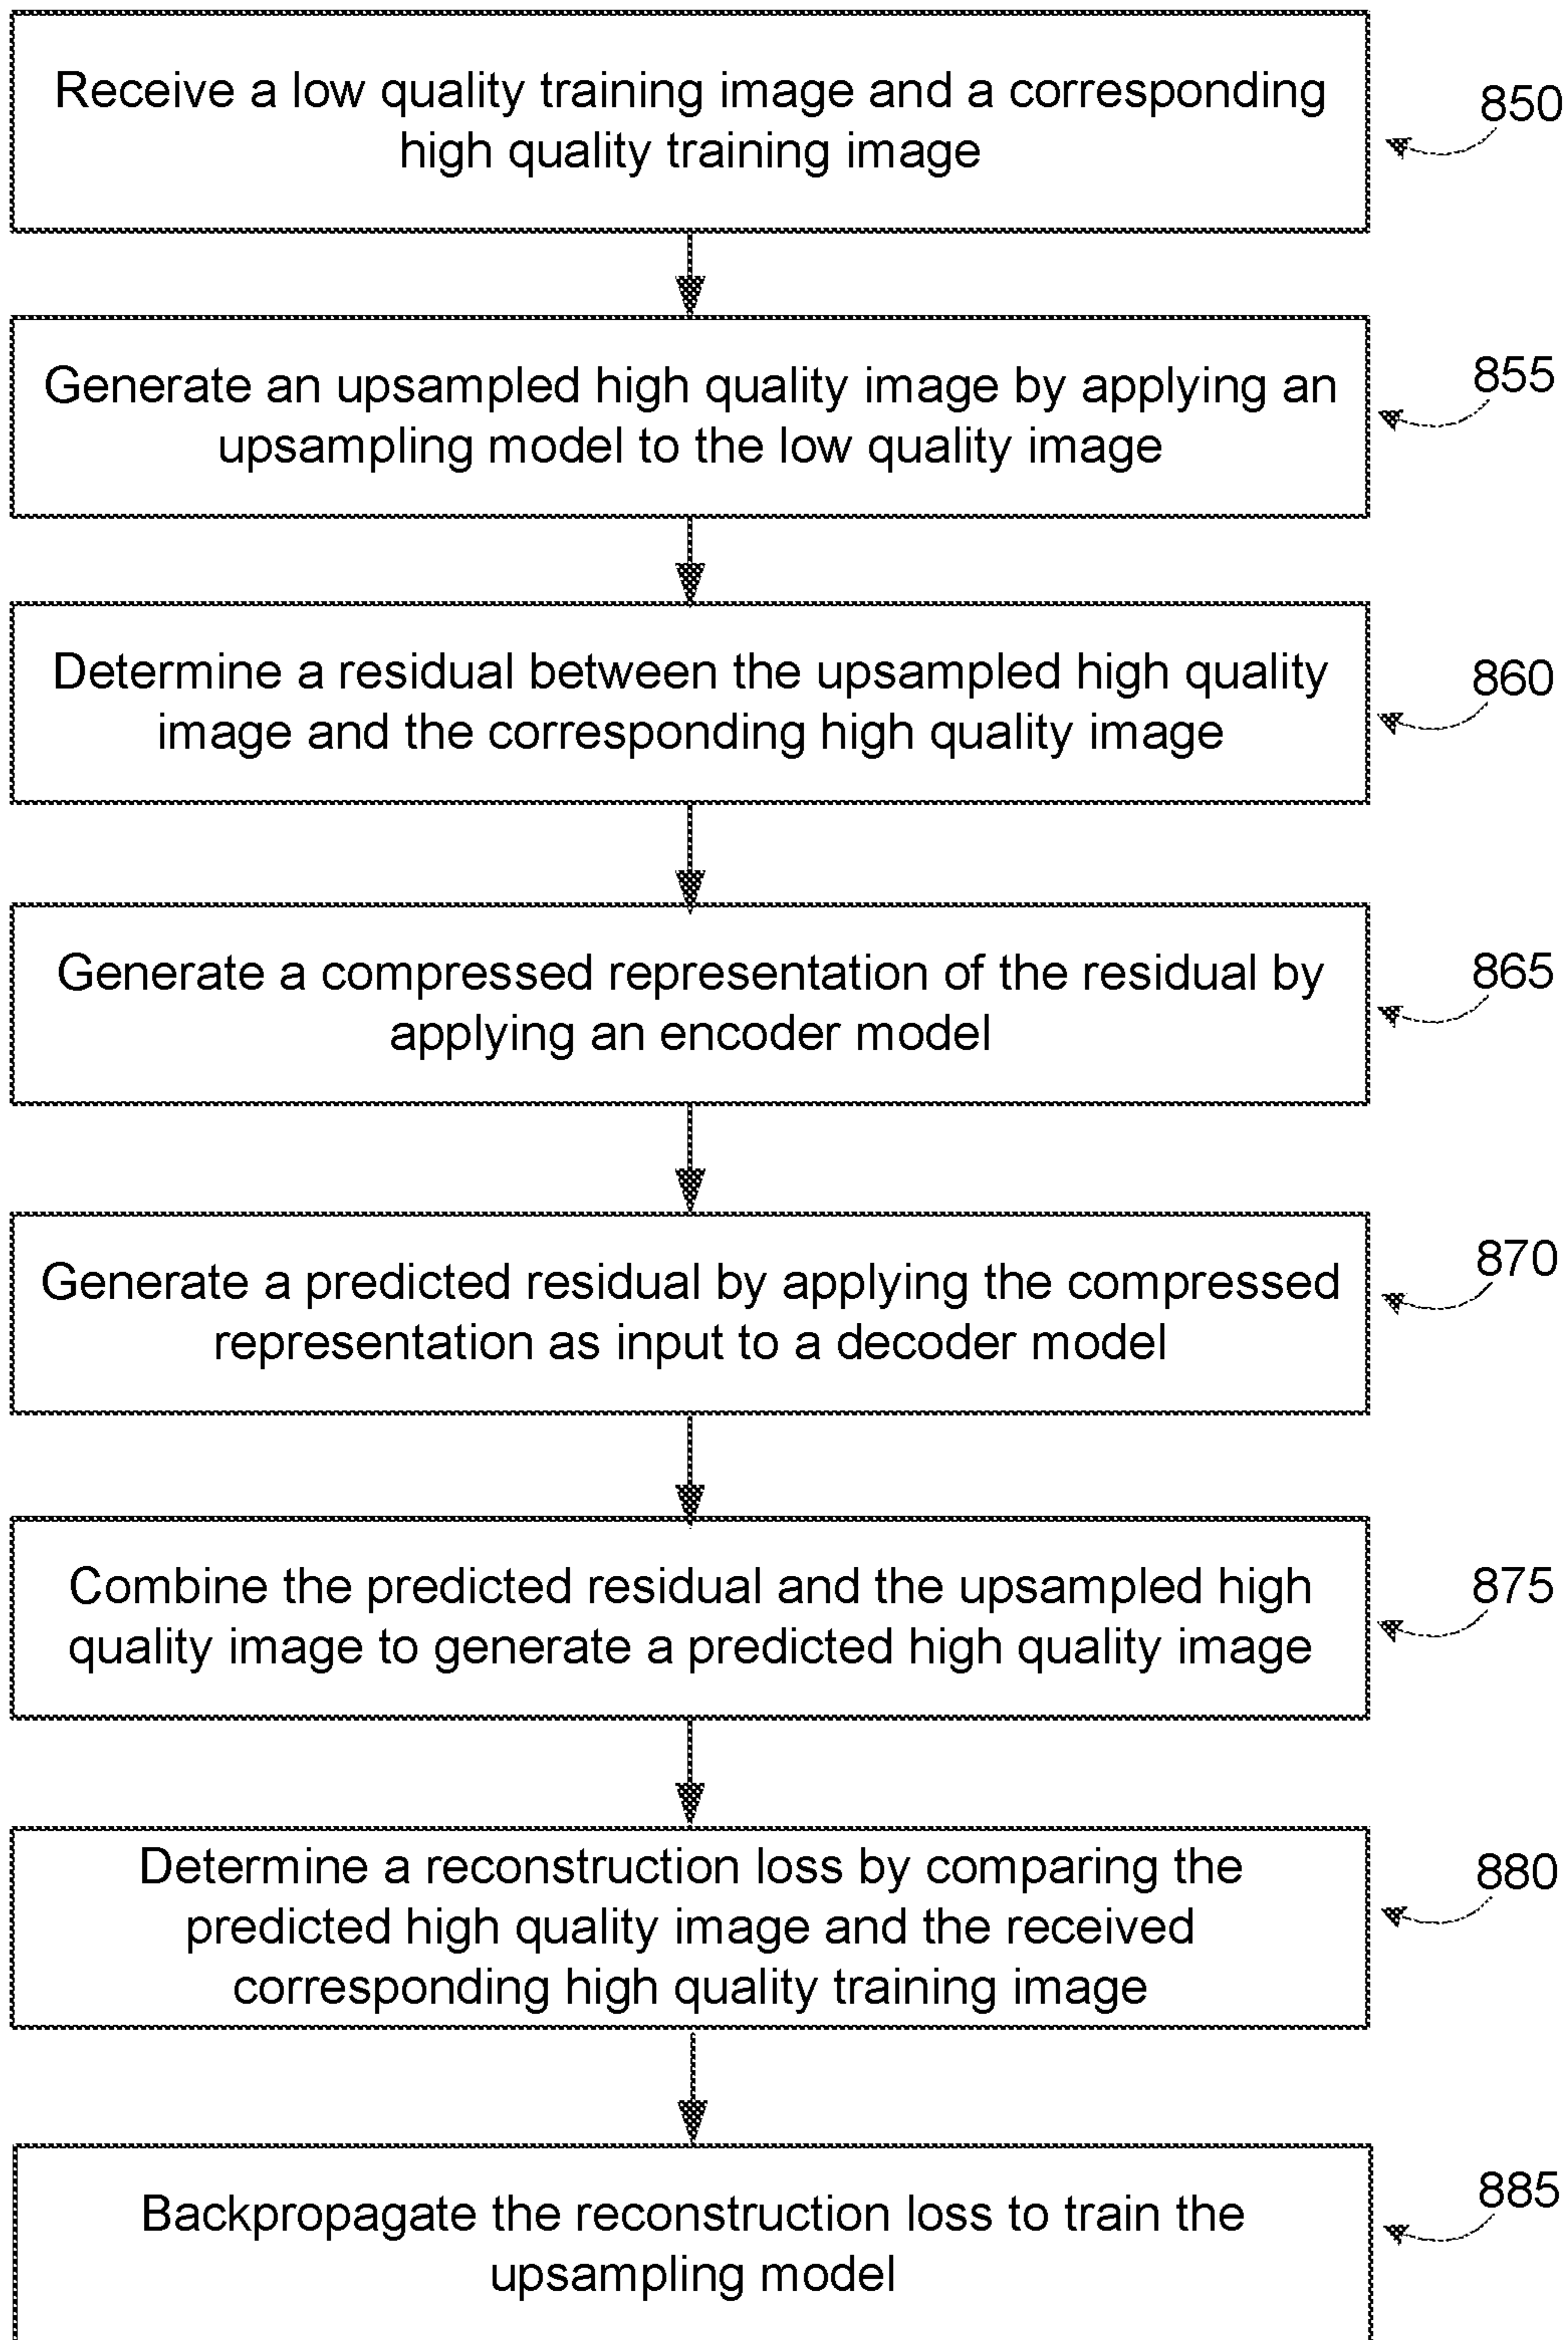 Receive a low quality training image and a corresponding
high quality training image
850
Generate an upsampled high quality image by applying an
upsampling model to the low quality image
855
Determine a residual between the upsampled high quality
image and the corresponding high quality image
860
Generate a compressed representation of the residual by
applying an encoder model
865
Generate a predicted residual by applying the compressed
representation as input to a decoder model
870
Combine the predicted residual and the upsampled high
quality image to generate a predicted high quality image
875
Determine a reconstruction loss by comparing the
predicted high quality image and the received
corresponding high quality training image
880
Backpropagate the reconstruction loss to train the
upsampling model
885